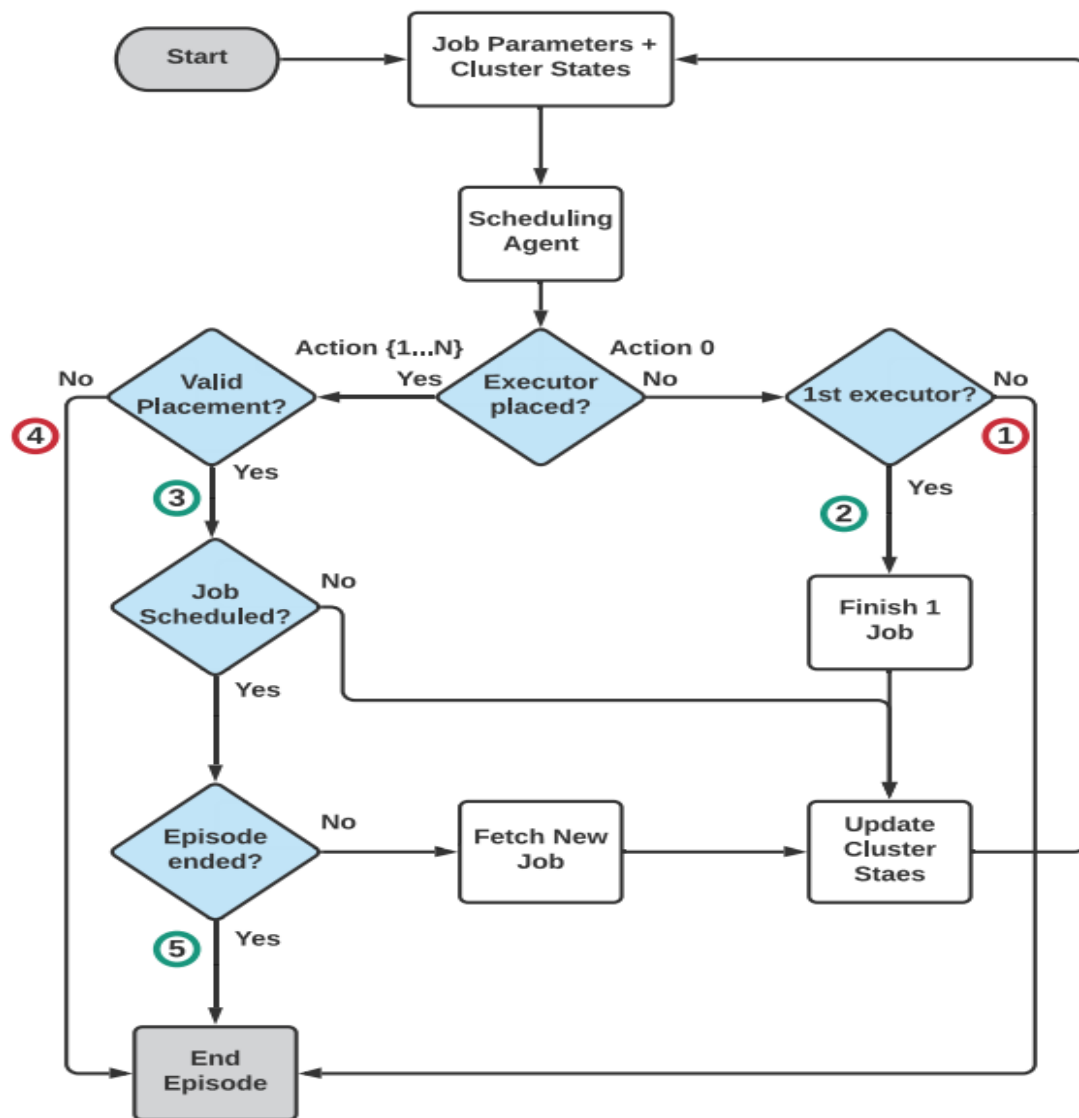 Start
Job Parameters +
Cluster States
Scheduling
Agent
Action {1...N}
Action 0
No
Valid
Placement?
Yes
Executor
placed?
No
1st executor?
No
4
1
Yes
3
Yes
2
Job
Scheduled?
No
Finish 1
Job
Yes
Episode
ended?
No
Fetch New
Job
Update
Cluster
Staes
Yes
5
End
Episode